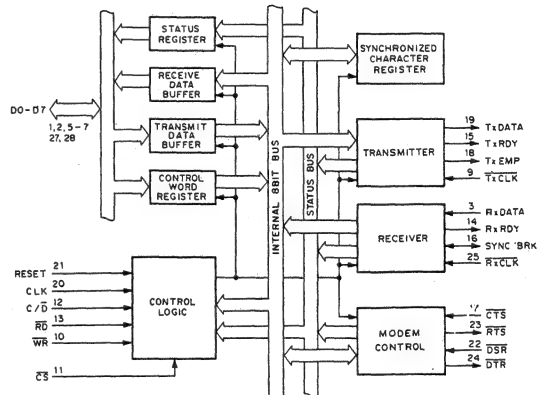 STATUS
REGISTER
RECEIVE DATA
BUFFER
TRANSMIT
DATA
BUFFER
CONTROL
WORD
REGISTER
D0-D7
1, 2, 5-7
27, 28
INTERNAL 8BIT BUS
STATUS BUS
SYNCHRONIZED
CHARACTER
REGISTER
TRANSMITTER
19 TxDATA
15 TxRDY
18 TxEMP
9 TxCLK
RECEIVER
3 RxDATA
14 RxRDY
16 SYNC BRK
25 RxCLK
RESET 21
CLK 20
C/D 12
RD 13
WR 10
CS 11
CONTROL
LOGIC
MODEM
CONTROL
17 CTS
23 RTS
22 DSR
24 DTR